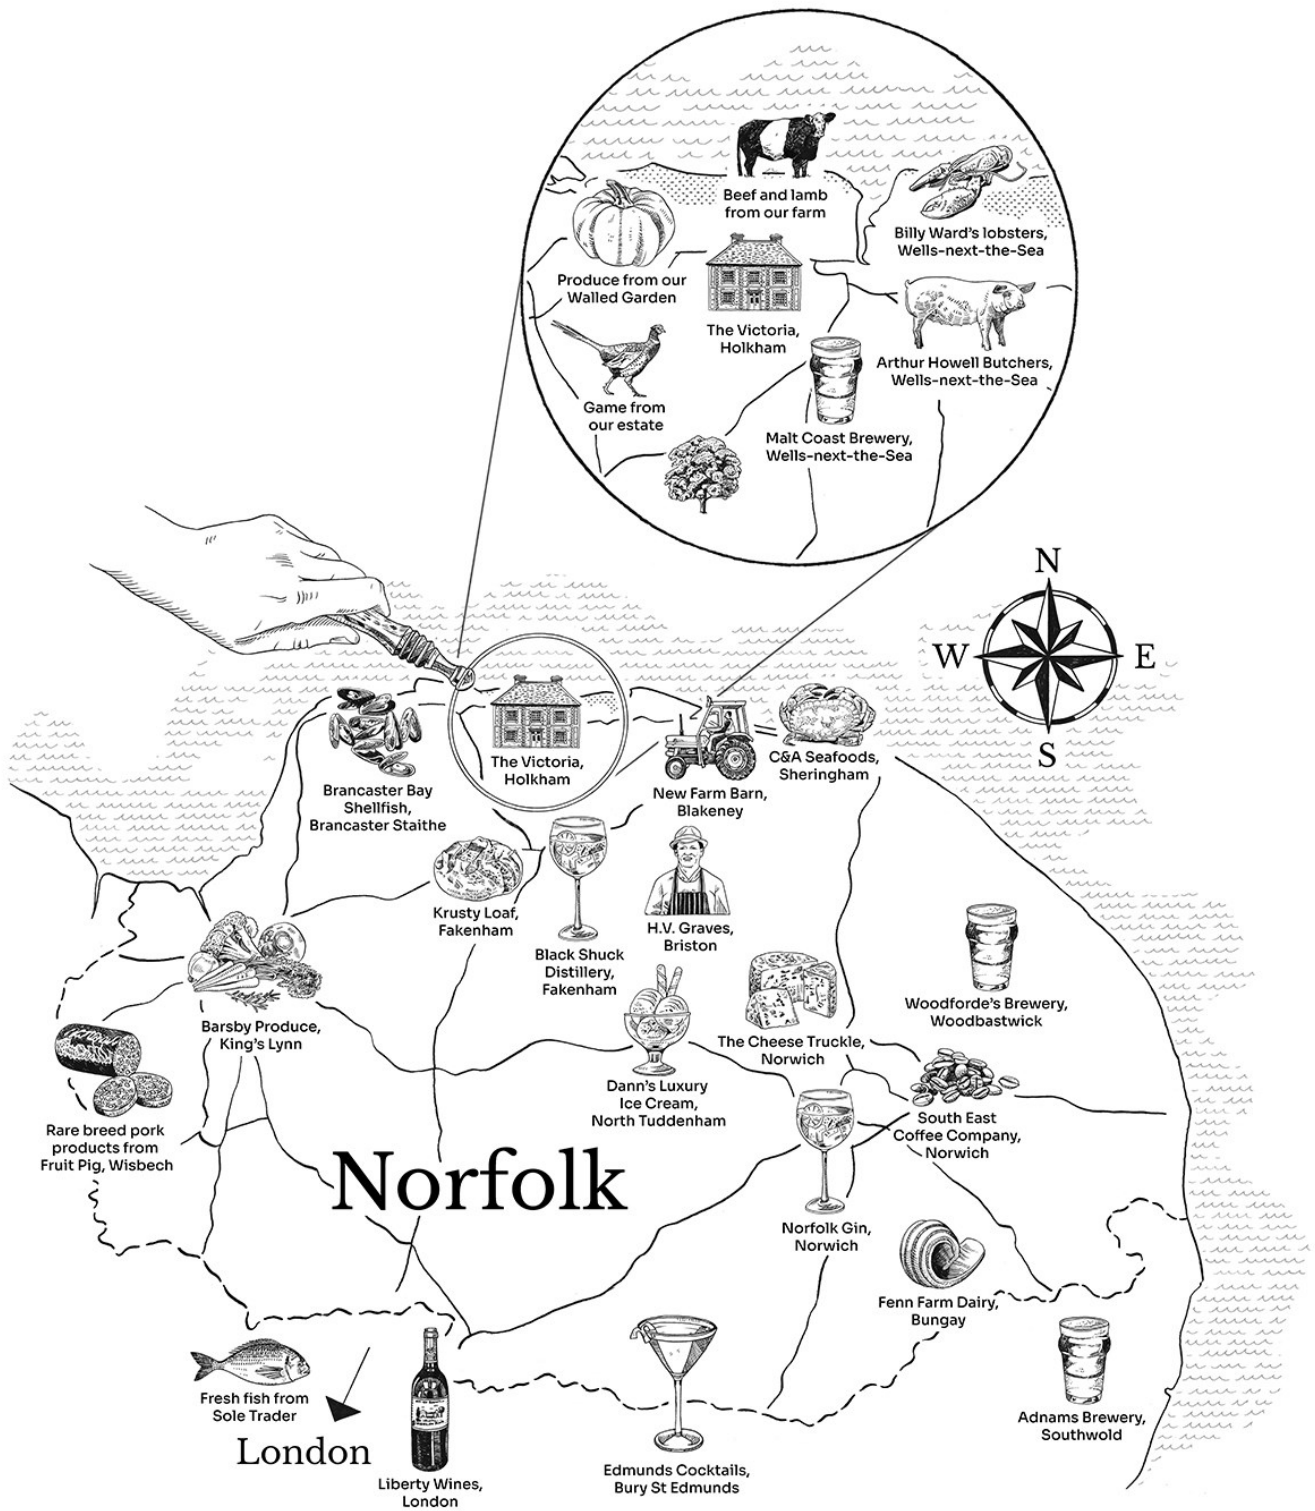 Beef and lamb
from our farm
Billy Ward's lobsters,
Wells-next-the-Sea
Produce from our
Walled Garden
The Victoria,
Holkham
Arthur Howell Butchers,
Wells-next-the-Sea
Game from
our estate
Malt Coast Brewery,
Wells-next-the-Sea
N
W
E
S
The Victoria,
Holkham
C&A Seafoods,
Sheringham
Brancaster Bay
Shellfish,
Brancaster Staithe
New Farm Barn,
Blakeney
Krusty Loaf,
Fakenham
Black Shuck
Distillery,
Fakenham
H.V. Graves,
Briston
Woodforde's Brewery,
Woodbastwick
Barsby Produce,
King's Lynn
The Cheese Truckle,
Norwich
Dann's Luxury
Ice Cream,
North Tuddenham
Rare breed pork
products from
Fruit Pig, Wisbech
South East
Coffee Company,
Norwich
Norfolk
Norfolk Gin,
Norwich
Fenn Farm Dairy,
Bungay
Fresh fish from
Sole Trader
London
Liberty Wines,
London
Edmunds Cocktails,
Bury St Edmunds
Adnams Brewery,
Southwold